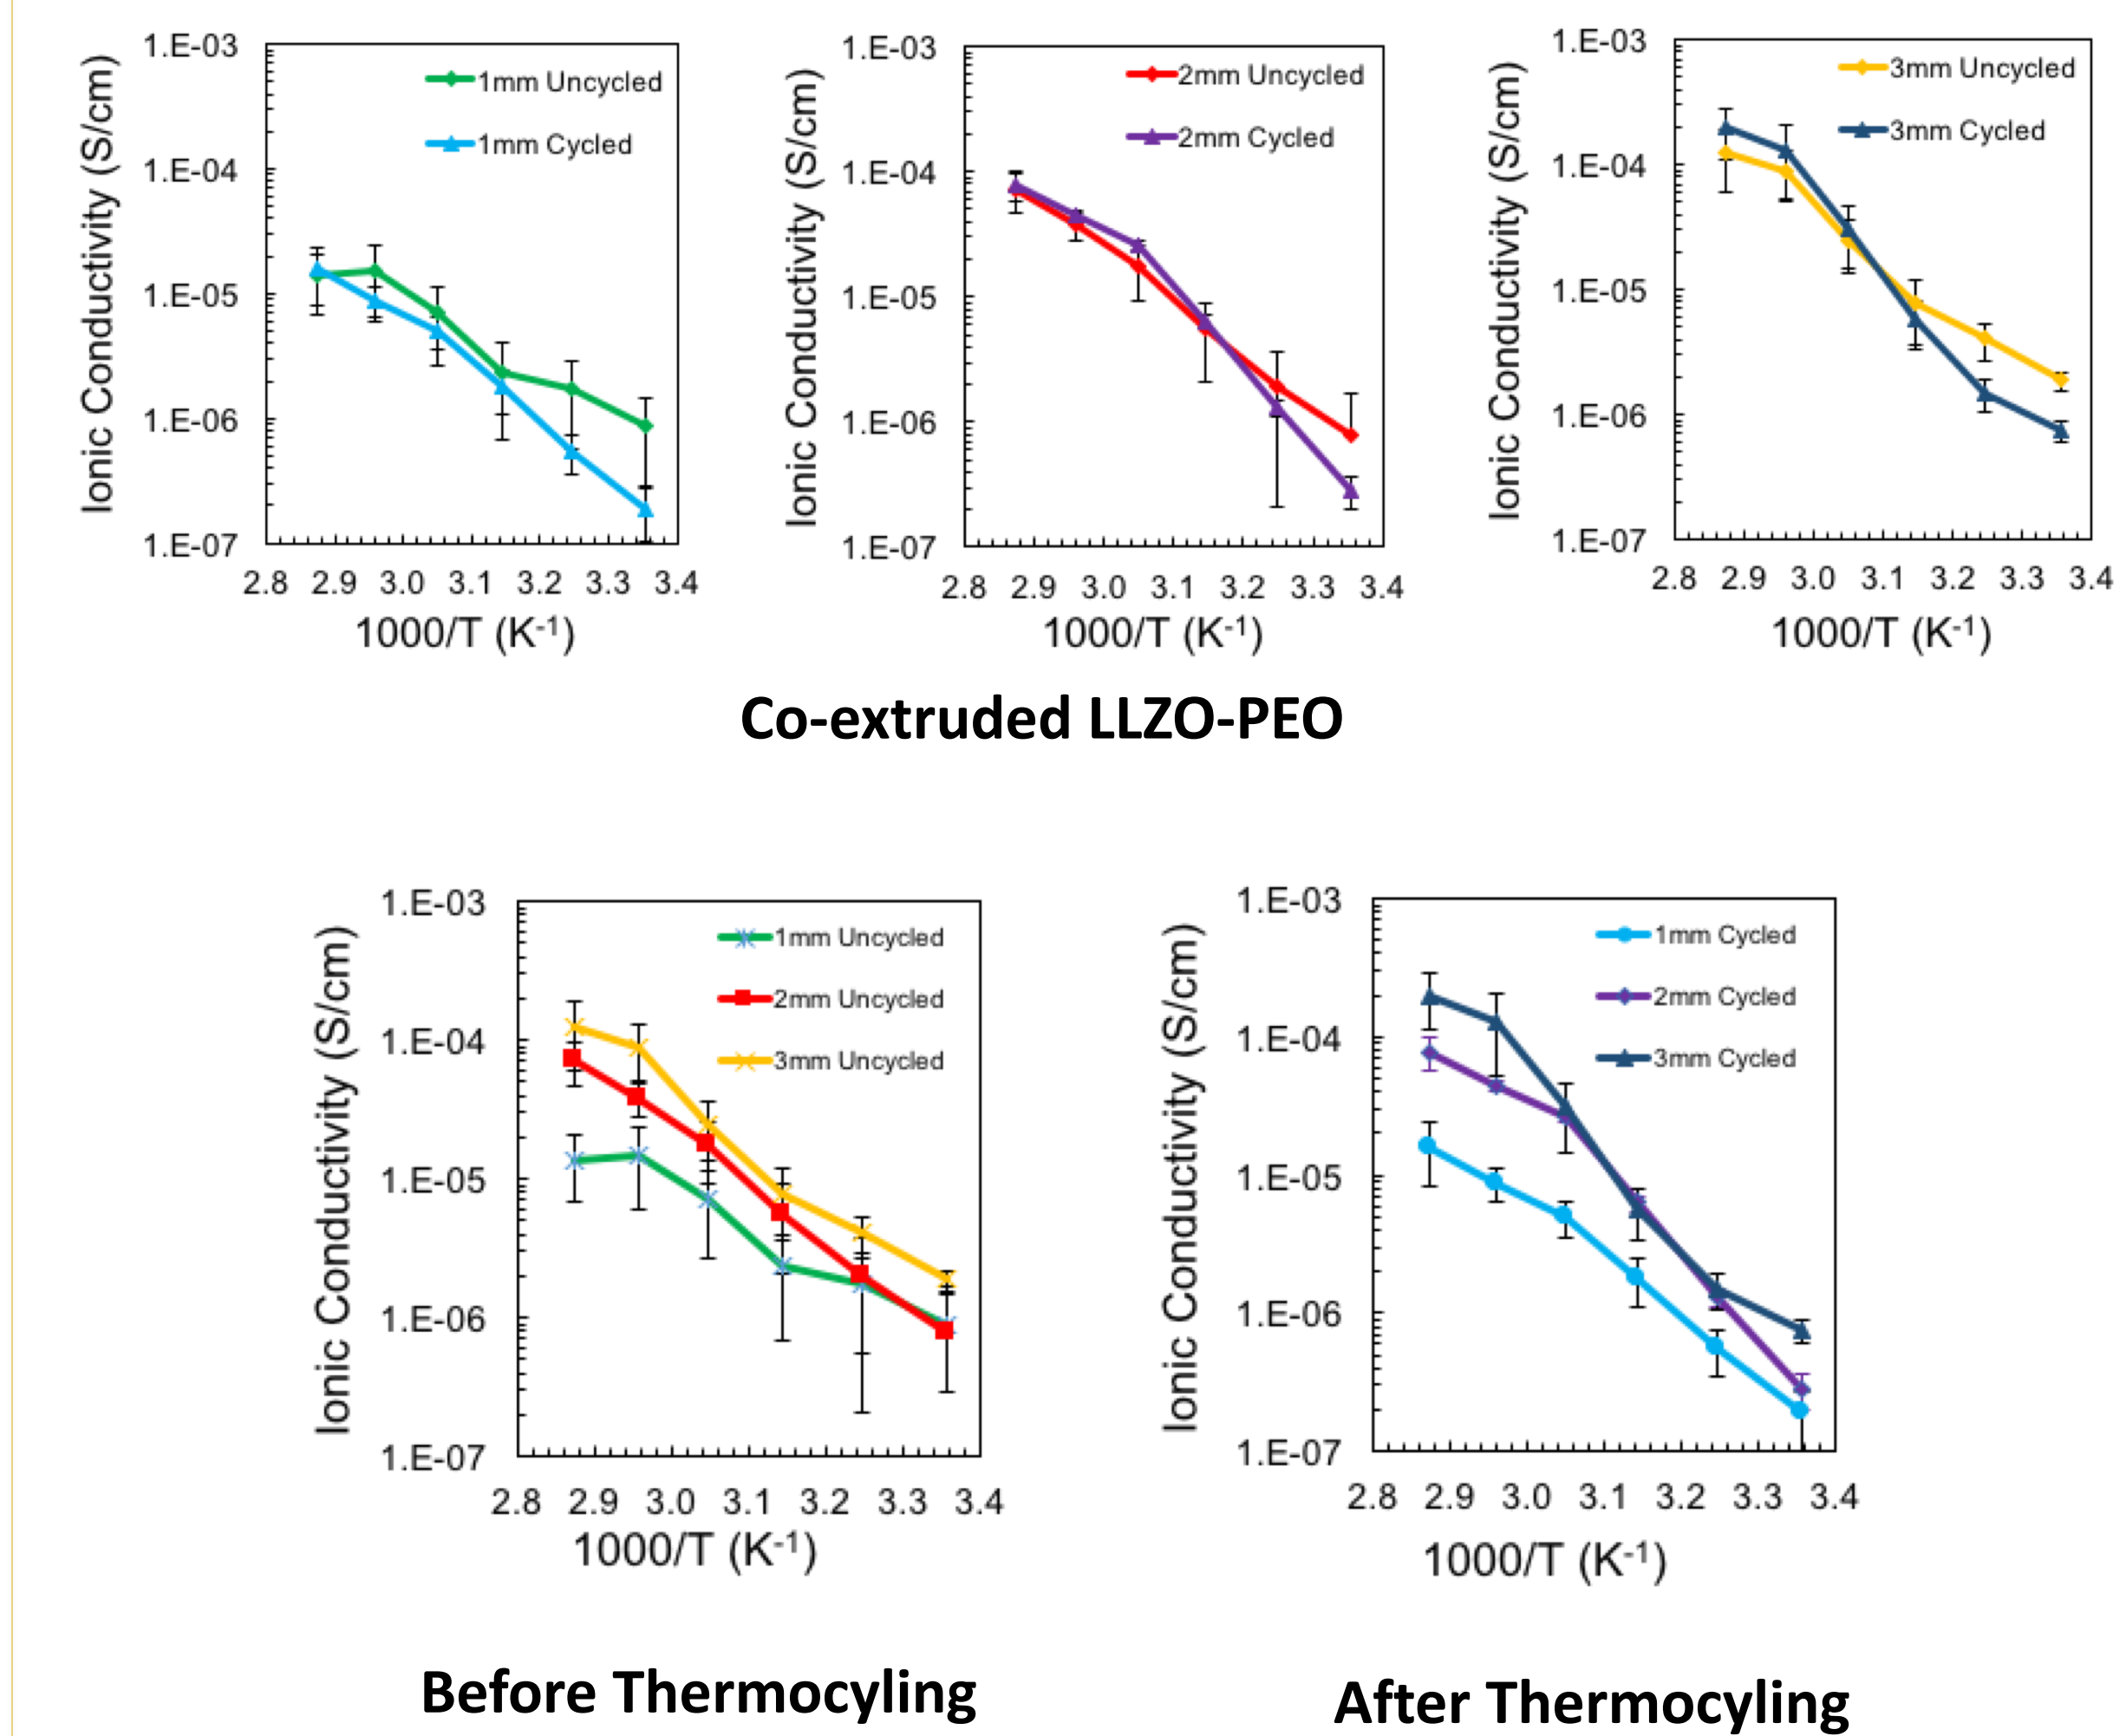 Ionic Conductivity (S/cm)
1.E-03
1.E-04
1.E-05
1.E-06
1.E-07
1mm Uncycled
1mm Cycled
2.8 2.9 3.0 3.1 3.2 3.3 3.4
1000/T (K-1)
Ionic Conductivity (S/cm)
1.E-03
1.E-04
1.E-05
1.E-06
1.E-07
2mm Uncycled
2mm Cycled
2.8 2.9 3.0 3.1 3.2 3.3 3.4
1000/T (K-1)
Ionic Conductivity (S/cm)
1.E-03
1.E-04
1.E-05
1.E-06
1.E-07
3mm Uncycled
3mm Cycled
2.8 2.9 3.0 3.1 3.2 3.3 3.4
1000/T (K-1)
Co-extruded LLZO-PEO
Ionic Conductivity (S/cm)
1.E-03
1.E-04
1.E-05
1.E-06
1.E-07
1mm Uncycled
2mm Uncycled
3mm Uncycled
2.8 2.9 3.0 3.1 3.2 3.3 3.4
1000/T (K-1)
Before Thermocyling
Ionic Conductivity (S/cm)
1.E-03
1.E-04
1.E-05
1.E-06
1.E-07
1mm Cycled
2mm Cycled
3mm Cycled
2.8 2.9 3.0 3.1 3.2 3.3 3.4
1000/T (K-1)
After Thermocyling